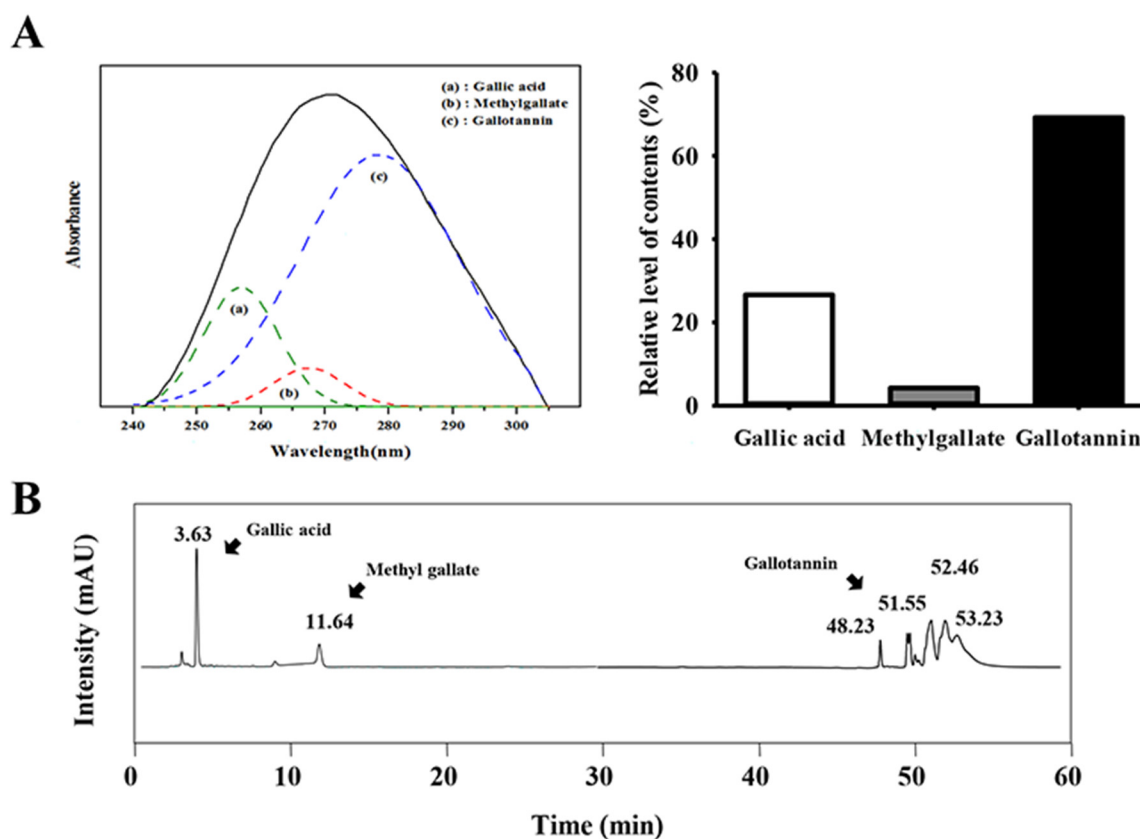 A
(a) : Gallic acid
(b) : Methylgallate
(c) : Gallotannin
(c)
(a)
(b)
Absorbance
240 250 260 270 280 290 300
Wavelength(nm)
Relative level of contents (%)
80
60
40
20
0
Gallic acid Methylgallate Gallotannin
B
3.63
Gallic acid
Methyl gallate
11.64
Gallotannin
52.46
51.55
48.23
53.23
Intensity (mAU)
0 10 20 30 40 50 60
Time (min)